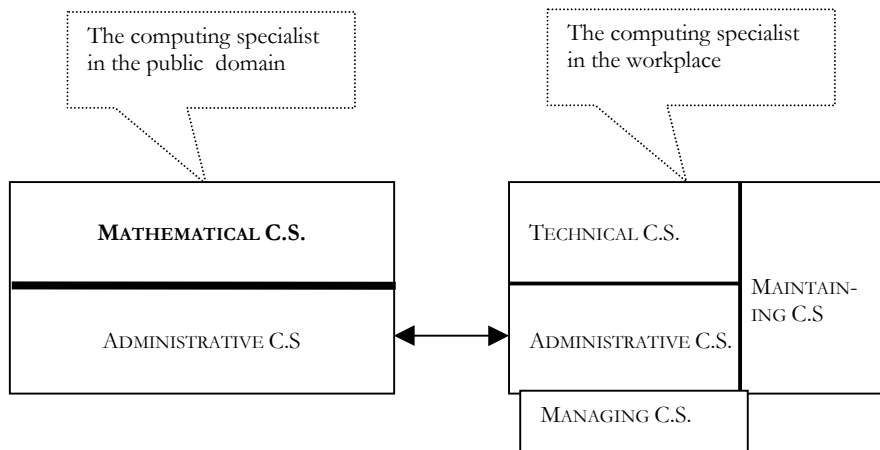 The computing specialist
in the public domain
The computing specialist
in the workplace
MATHEMATICAL C.S.
ADMINISTRATIVE C.S
TECHNICAL C.S.
ADMINISTRATIVE C.S.
MAINTAIN-
ING C.S
MANAGING C.S.